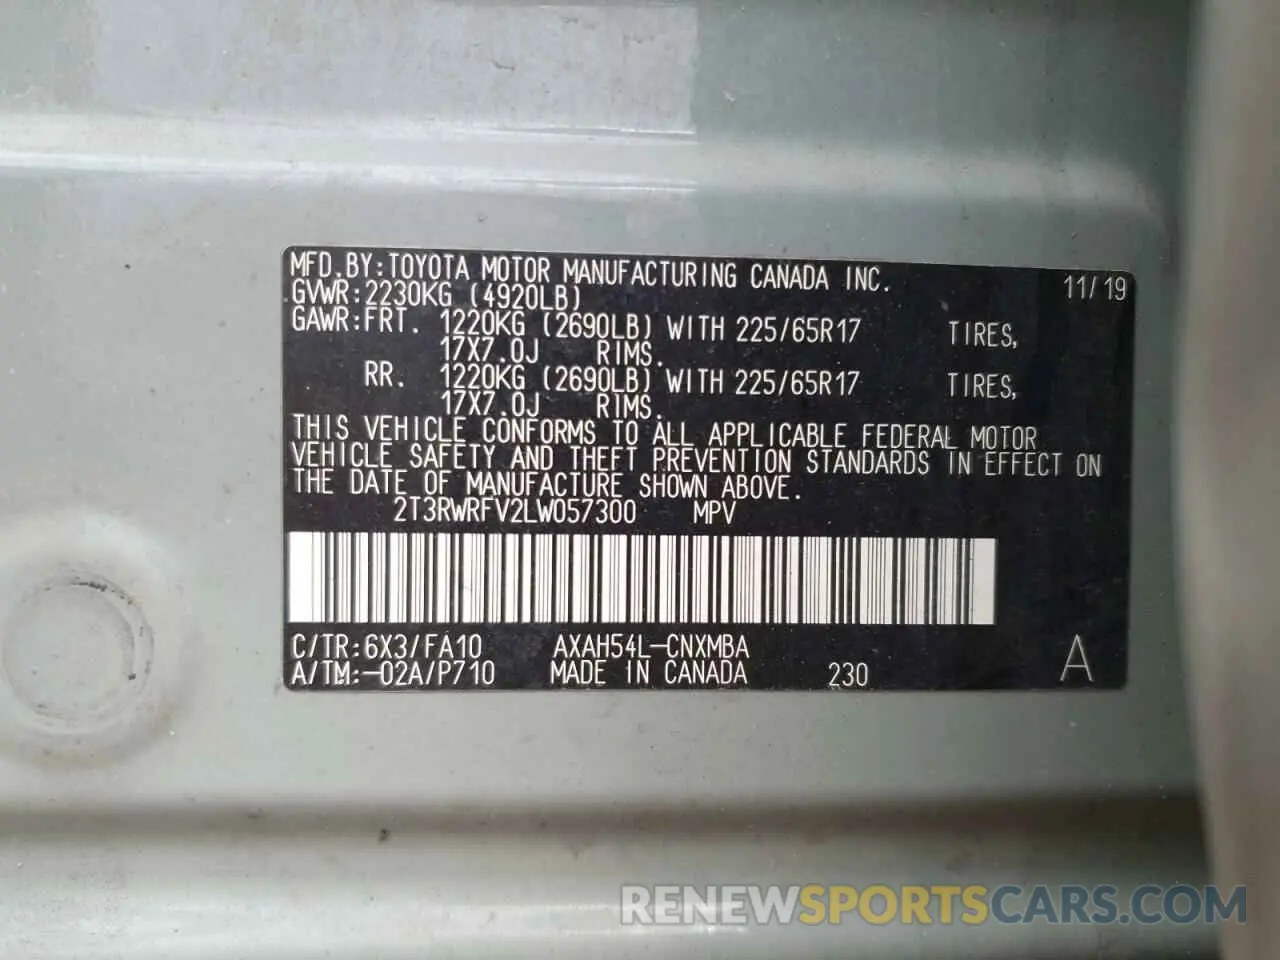 MFD.BY:TOYOTA MOTOR MANUFACTURING CANADA INC. 11/19
GVWR:2230KG (4920LB)
GAWR:FRT. 1220KG (2690LB) WITH 225/65R17 TIRES,
17X7.0J RIMS.
RR. 1220KG (2690LB) WITH 225/65R17 TIRES,
17X7.0J RIMS.
THIS VEHICLE CONFORMS TO ALL APPLICABLE FEDERAL MOTOR
VEHICLE SAFETY AND THEFT PREVENTION STANDARDS IN EFFECT ON
THE DATE OF MANUFACTURE SHOWN ABOVE.
2T3RWRFV2LW057300 MPV
C/TR:6X3/FA10 AXAH54L-CNXMBA A
A/TM:-02A/P710 MADE IN CANADA 230
RENEWSPORTSCARS.COM